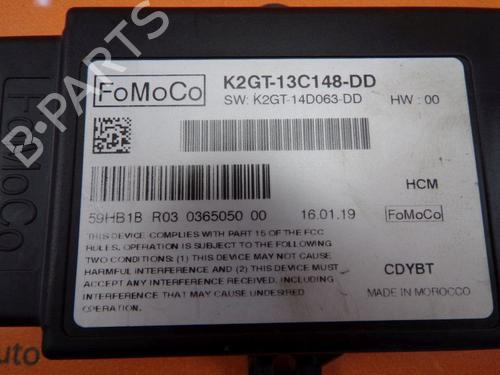 FoMoCo
K2GT-13C148-DD
SW: K2GT-14D063-DD HW : 00
HCM
59HB1B R03 0365050 00 16.01.19 FoMoCo
THIS DEVICE COMPLIES WITH PART 15 OF THE FCC
RULES. OPERATION IS SUBJECT TO THE FOLLOWING
TWO CONDITIONS: (1) THIS DEVICE MAY NOT CAUSE
HARMFUL INTERFERENCE AND (2) THIS DEVICE MUST
ACCEPT ANY INTERFERENCE RECEIVED, INCLUDING
INTERFERENCE THAT MAY CAUSE UNDESIRED
OPERATION.
CDYBT
MADE IN MOROCCO
FoMoCo
B-PARTS
uto